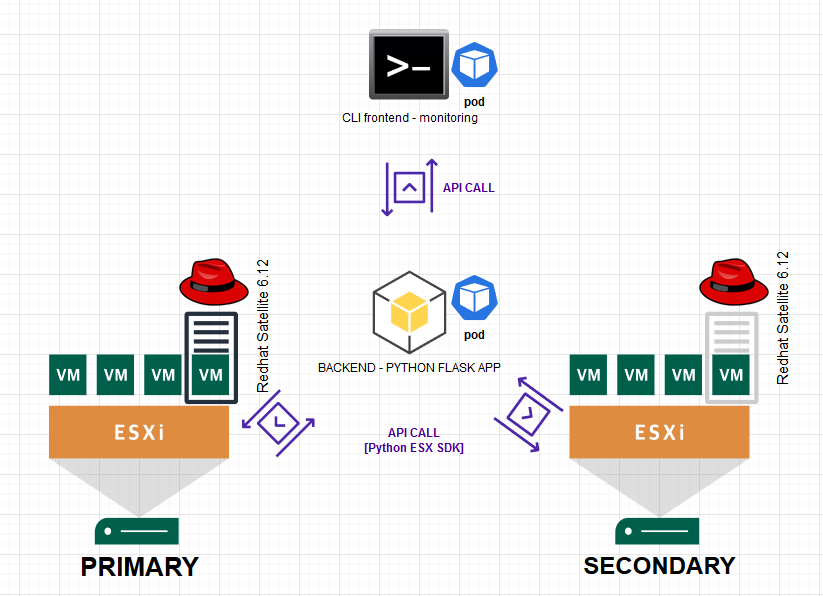 >_
pod
CLI frontend - monitoring
API CALL
Redhat Satellite 6.12
Redhat Satellite 6.12
pod
BACKEND - PYTHON FLASK APP
VM VM VM VM
VM VM VM VM
ESXi
API CALL
[Python ESX SDK]
ESXi
PRIMARY
SECONDARY